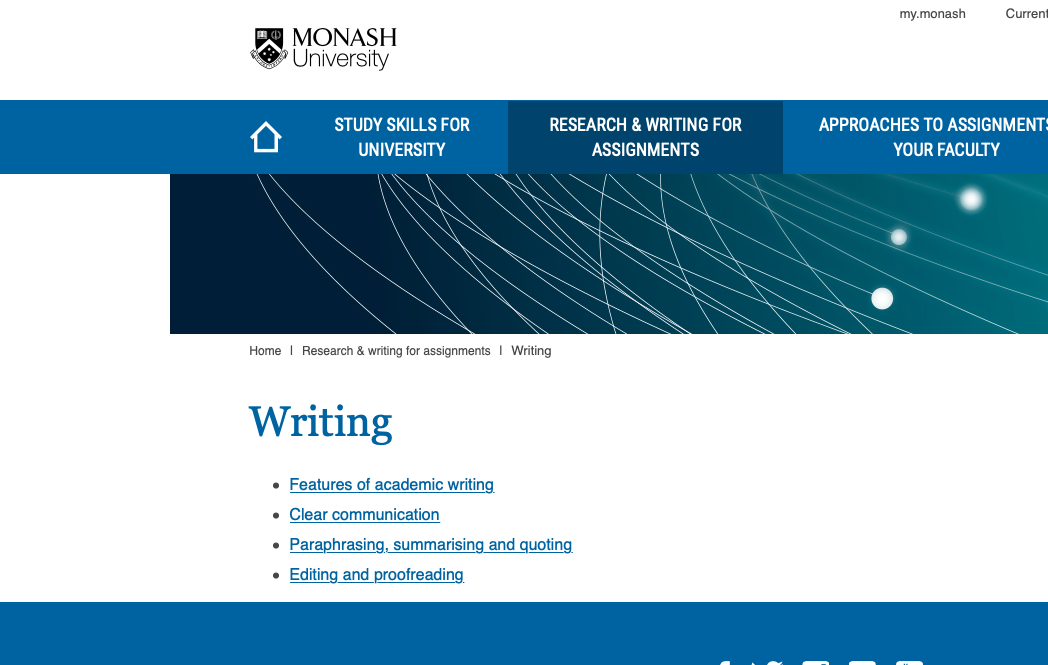 my.monash Current
MONASH
University
STUDY SKILLS FOR
UNIVERSITY
RESEARCH & WRITING FOR
ASSIGNMENTS
APPROACHES TO ASSIGNMENTS
YOUR FACULTY
Home | Research & writing for assignments | Writing
Writing
Features of academic writing
Clear communication
Paraphrasing, summarising and quoting
Editing and proofreading